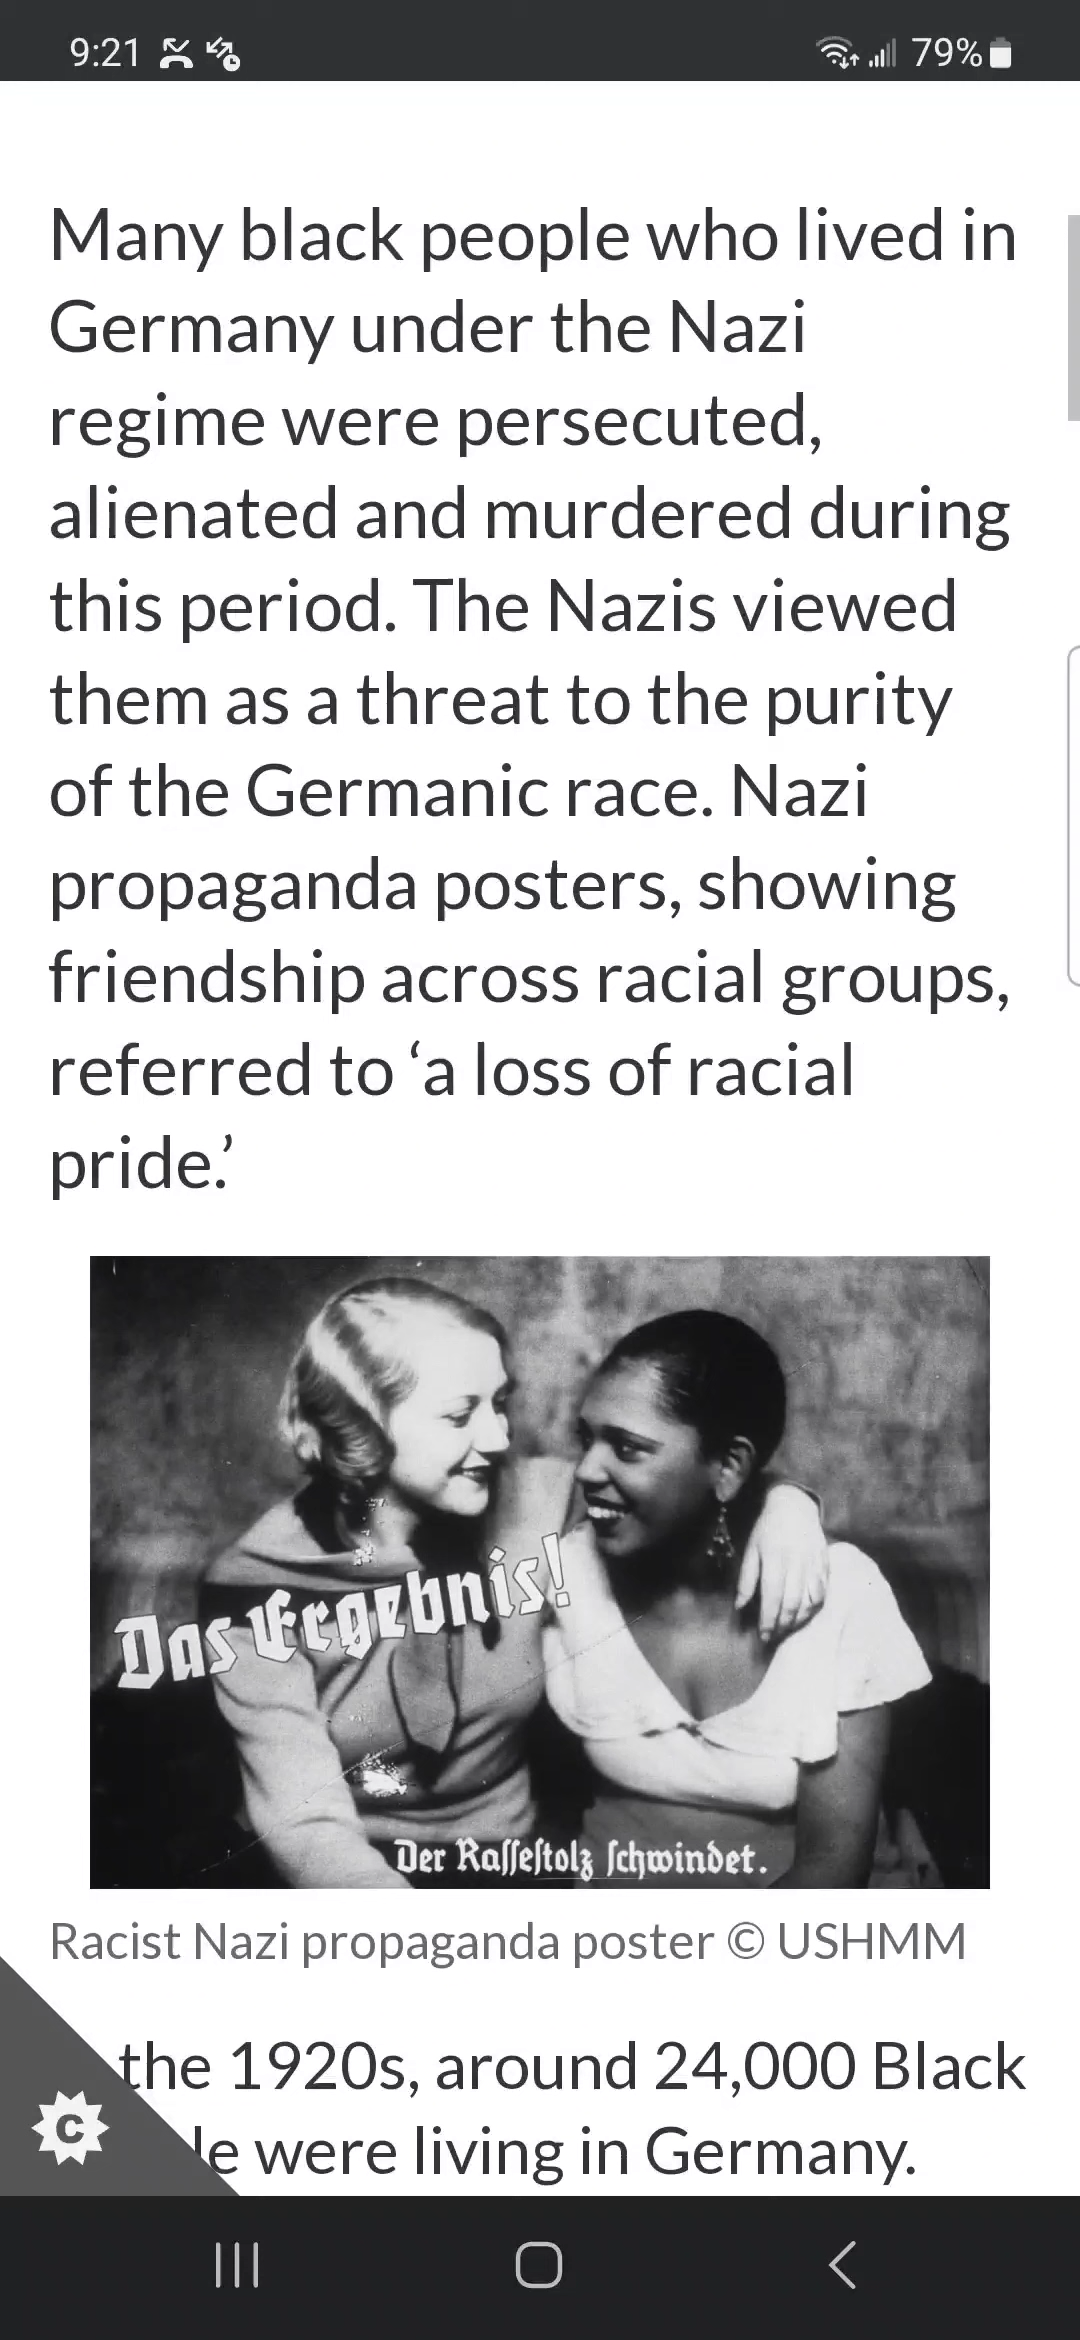 9:21
79%
Many black people who lived in
Germany under the Nazi
regime were persecuted,
alienated and murdered during
this period. The Nazis viewed
them as a threat to the purity
of the Germanic race. Nazi
propaganda posters, showing
friendship across racial groups,
referred to ‘a loss of racial
pride.’
Das Ergebnis!
Der Raſſeſtolz ſchwindet.
Racist Nazi propaganda poster © USHMM
the 1920s, around 24,000 Black
le were living in Germany.
C